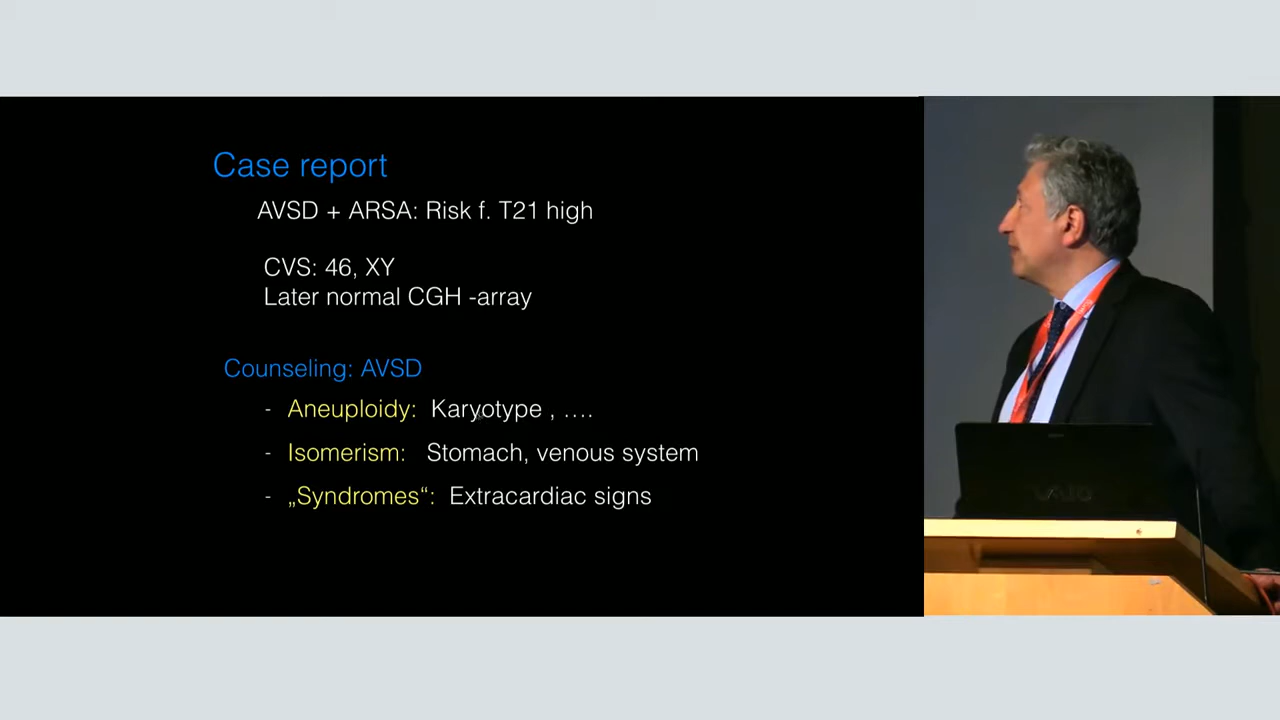 Case report
AVSD + ARSA: Risk f. T21 high
CVS: 46, XY
Later normal CGH -array
Counseling: AVSD
- Aneuploidy: Karyotype , ....
- Isomerism: Stomach, venous system
- „Syndromes“: Extracardiac signs
VAIO